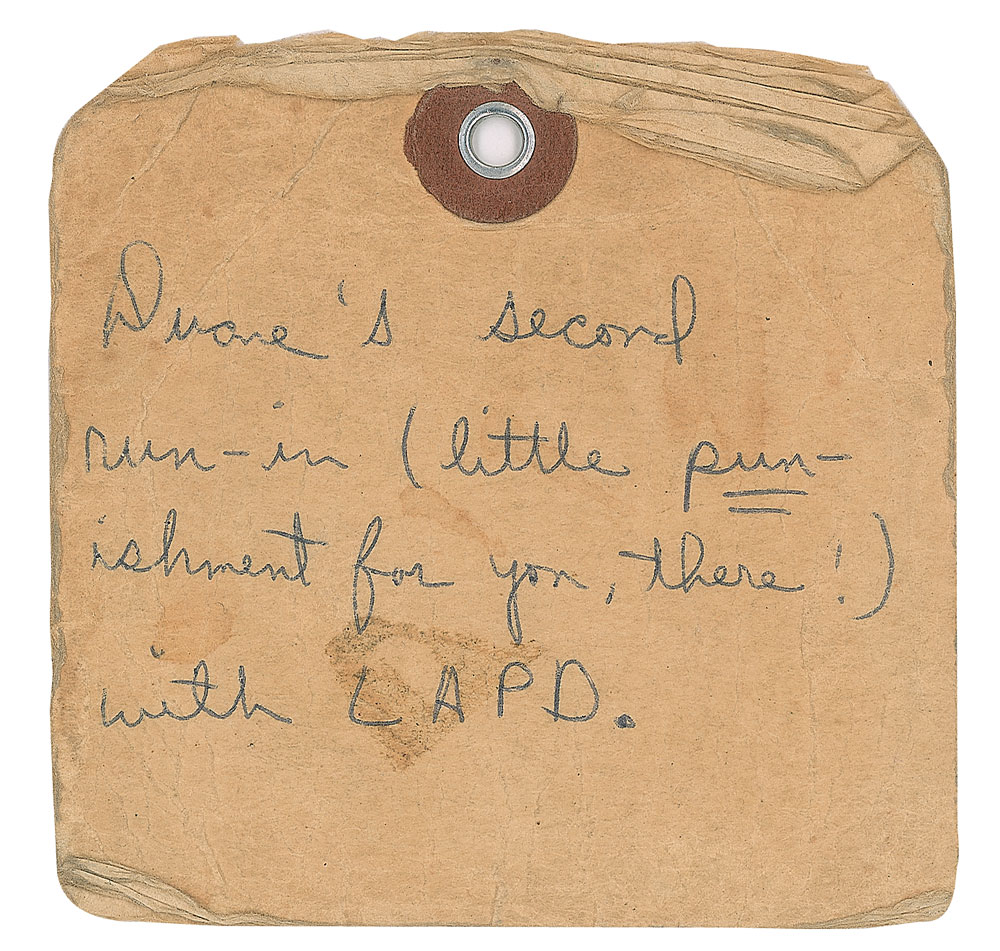 Duane's second
run-in (little pun-
ishment for you, there!)
with LAPD.